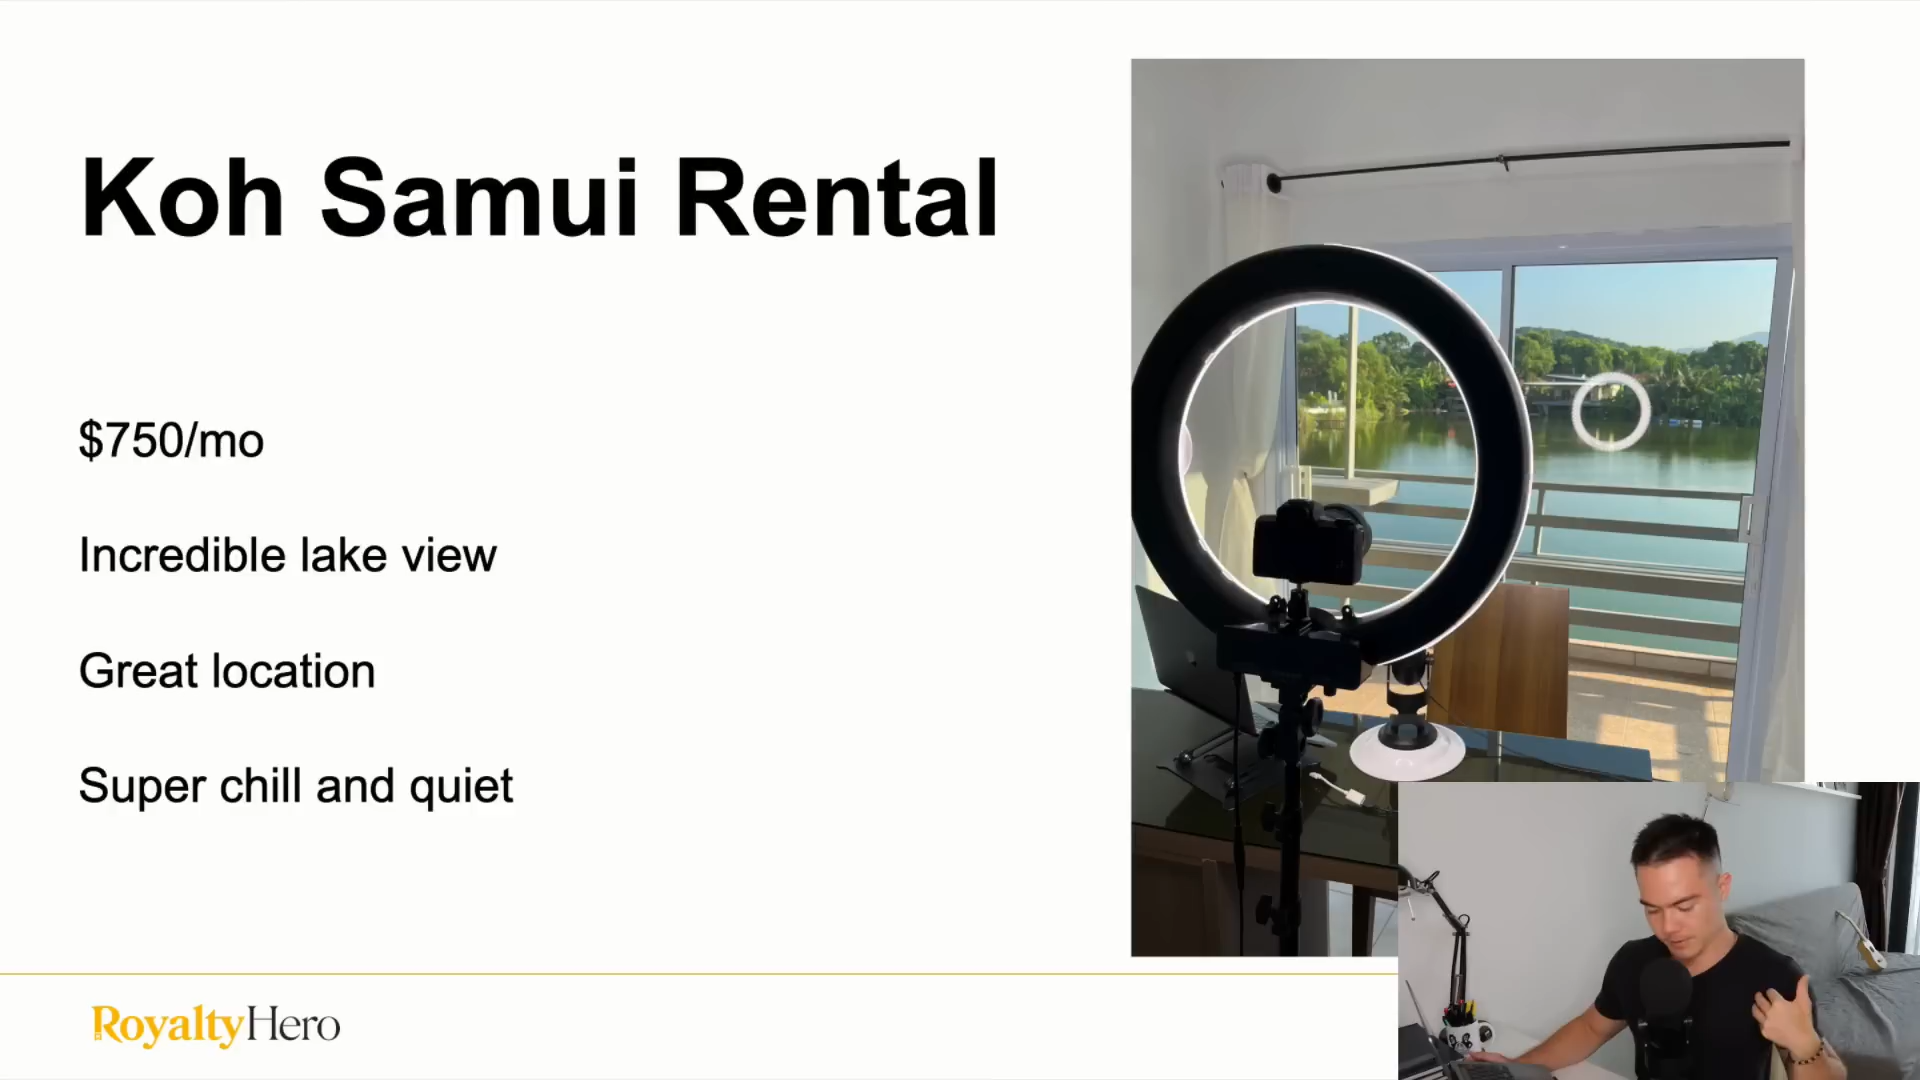 Koh Samui Rental
$750/mo
Incredible lake view
Great location
Super chill and quiet
RoyaltyHero